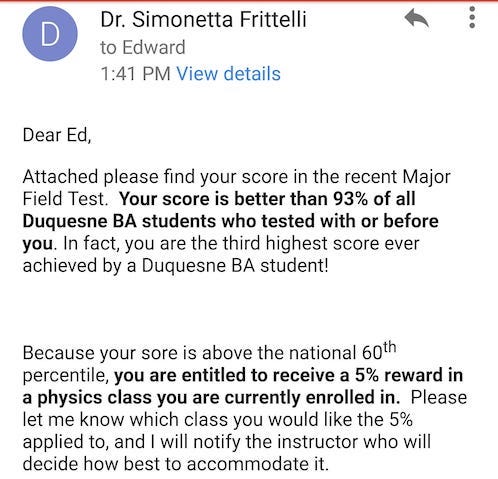 D
Dr. Simonetta Frittelli
to Edward
1:41 PM View details
Dear Ed,
Attached please find your score in the recent Major
Field Test. Your score is better than 93% of all
Duquesne BA students who tested with or before
you. In fact, you are the third highest score ever
achieved by a Duquesne BA student!
Because your sore is above the national 60th
percentile, you are entitled to receive a 5% reward in
a physics class you are currently enrolled in. Please
let me know which class you would like the 5%
applied to, and I will notify the instructor who will
decide how best to accommodate it.